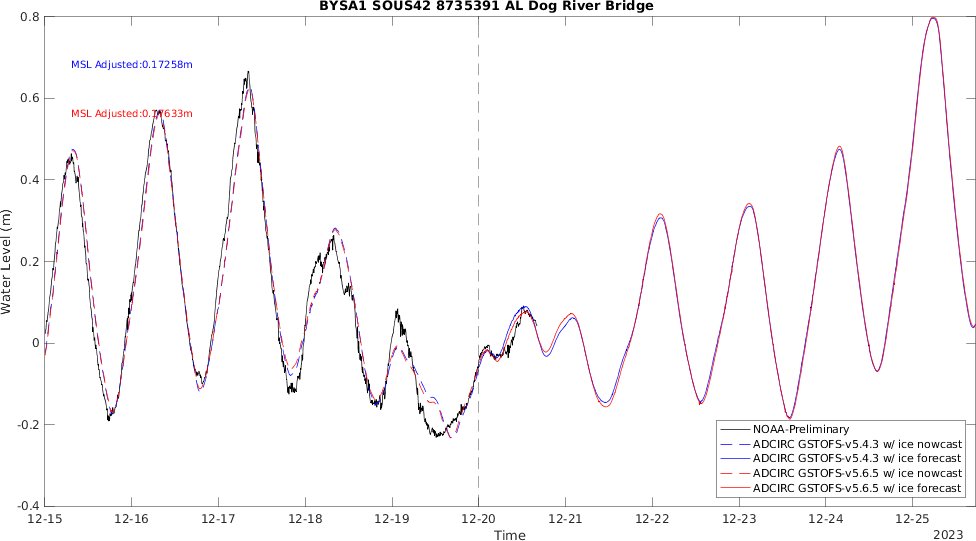 BYSA1 SOUS42 8735391 AL Dog River Bridge
0.8
0.6
0.4
0.2
0
-0.2
-0.4
Water Level (m)
MSL Adjusted:0.17258m
MSL Adjusted:0.17633m
NOAA-Preliminary
ADCIRC GSTOFS-v5.4.3 w/ ice nowcast
ADCIRC GSTOFS-v5.4.3 w/ ice forecast
ADCIRC GSTOFS-v5.6.5 w/ ice nowcast
ADCIRC GSTOFS-v5.6.5 w/ ice forecast
12-15 12-16 12-17 12-18 12-19 12-20 12-21 12-22 12-23 12-24 12-25
Time
2023